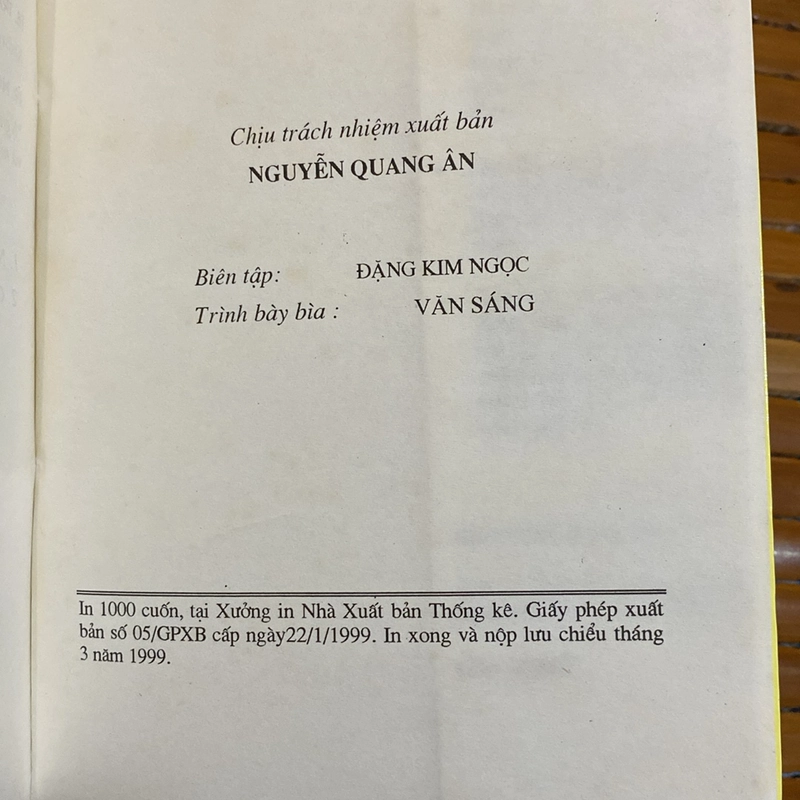 Chịu trách nhiệm xuất bản
NGUYỄN QUANG ÂN
Biên tập: ĐẶNG KIM NGỌC
Trình bày bìa : VĂN SÁNG
In 1000 cuốn, tại Xưởng in Nhà Xuất bản Thống kê. Giấy phép xuất
bản số 05/GPXB cấp ngày22/1/1999. In xong và nộp lưu chiểu tháng
3 năm 1999.